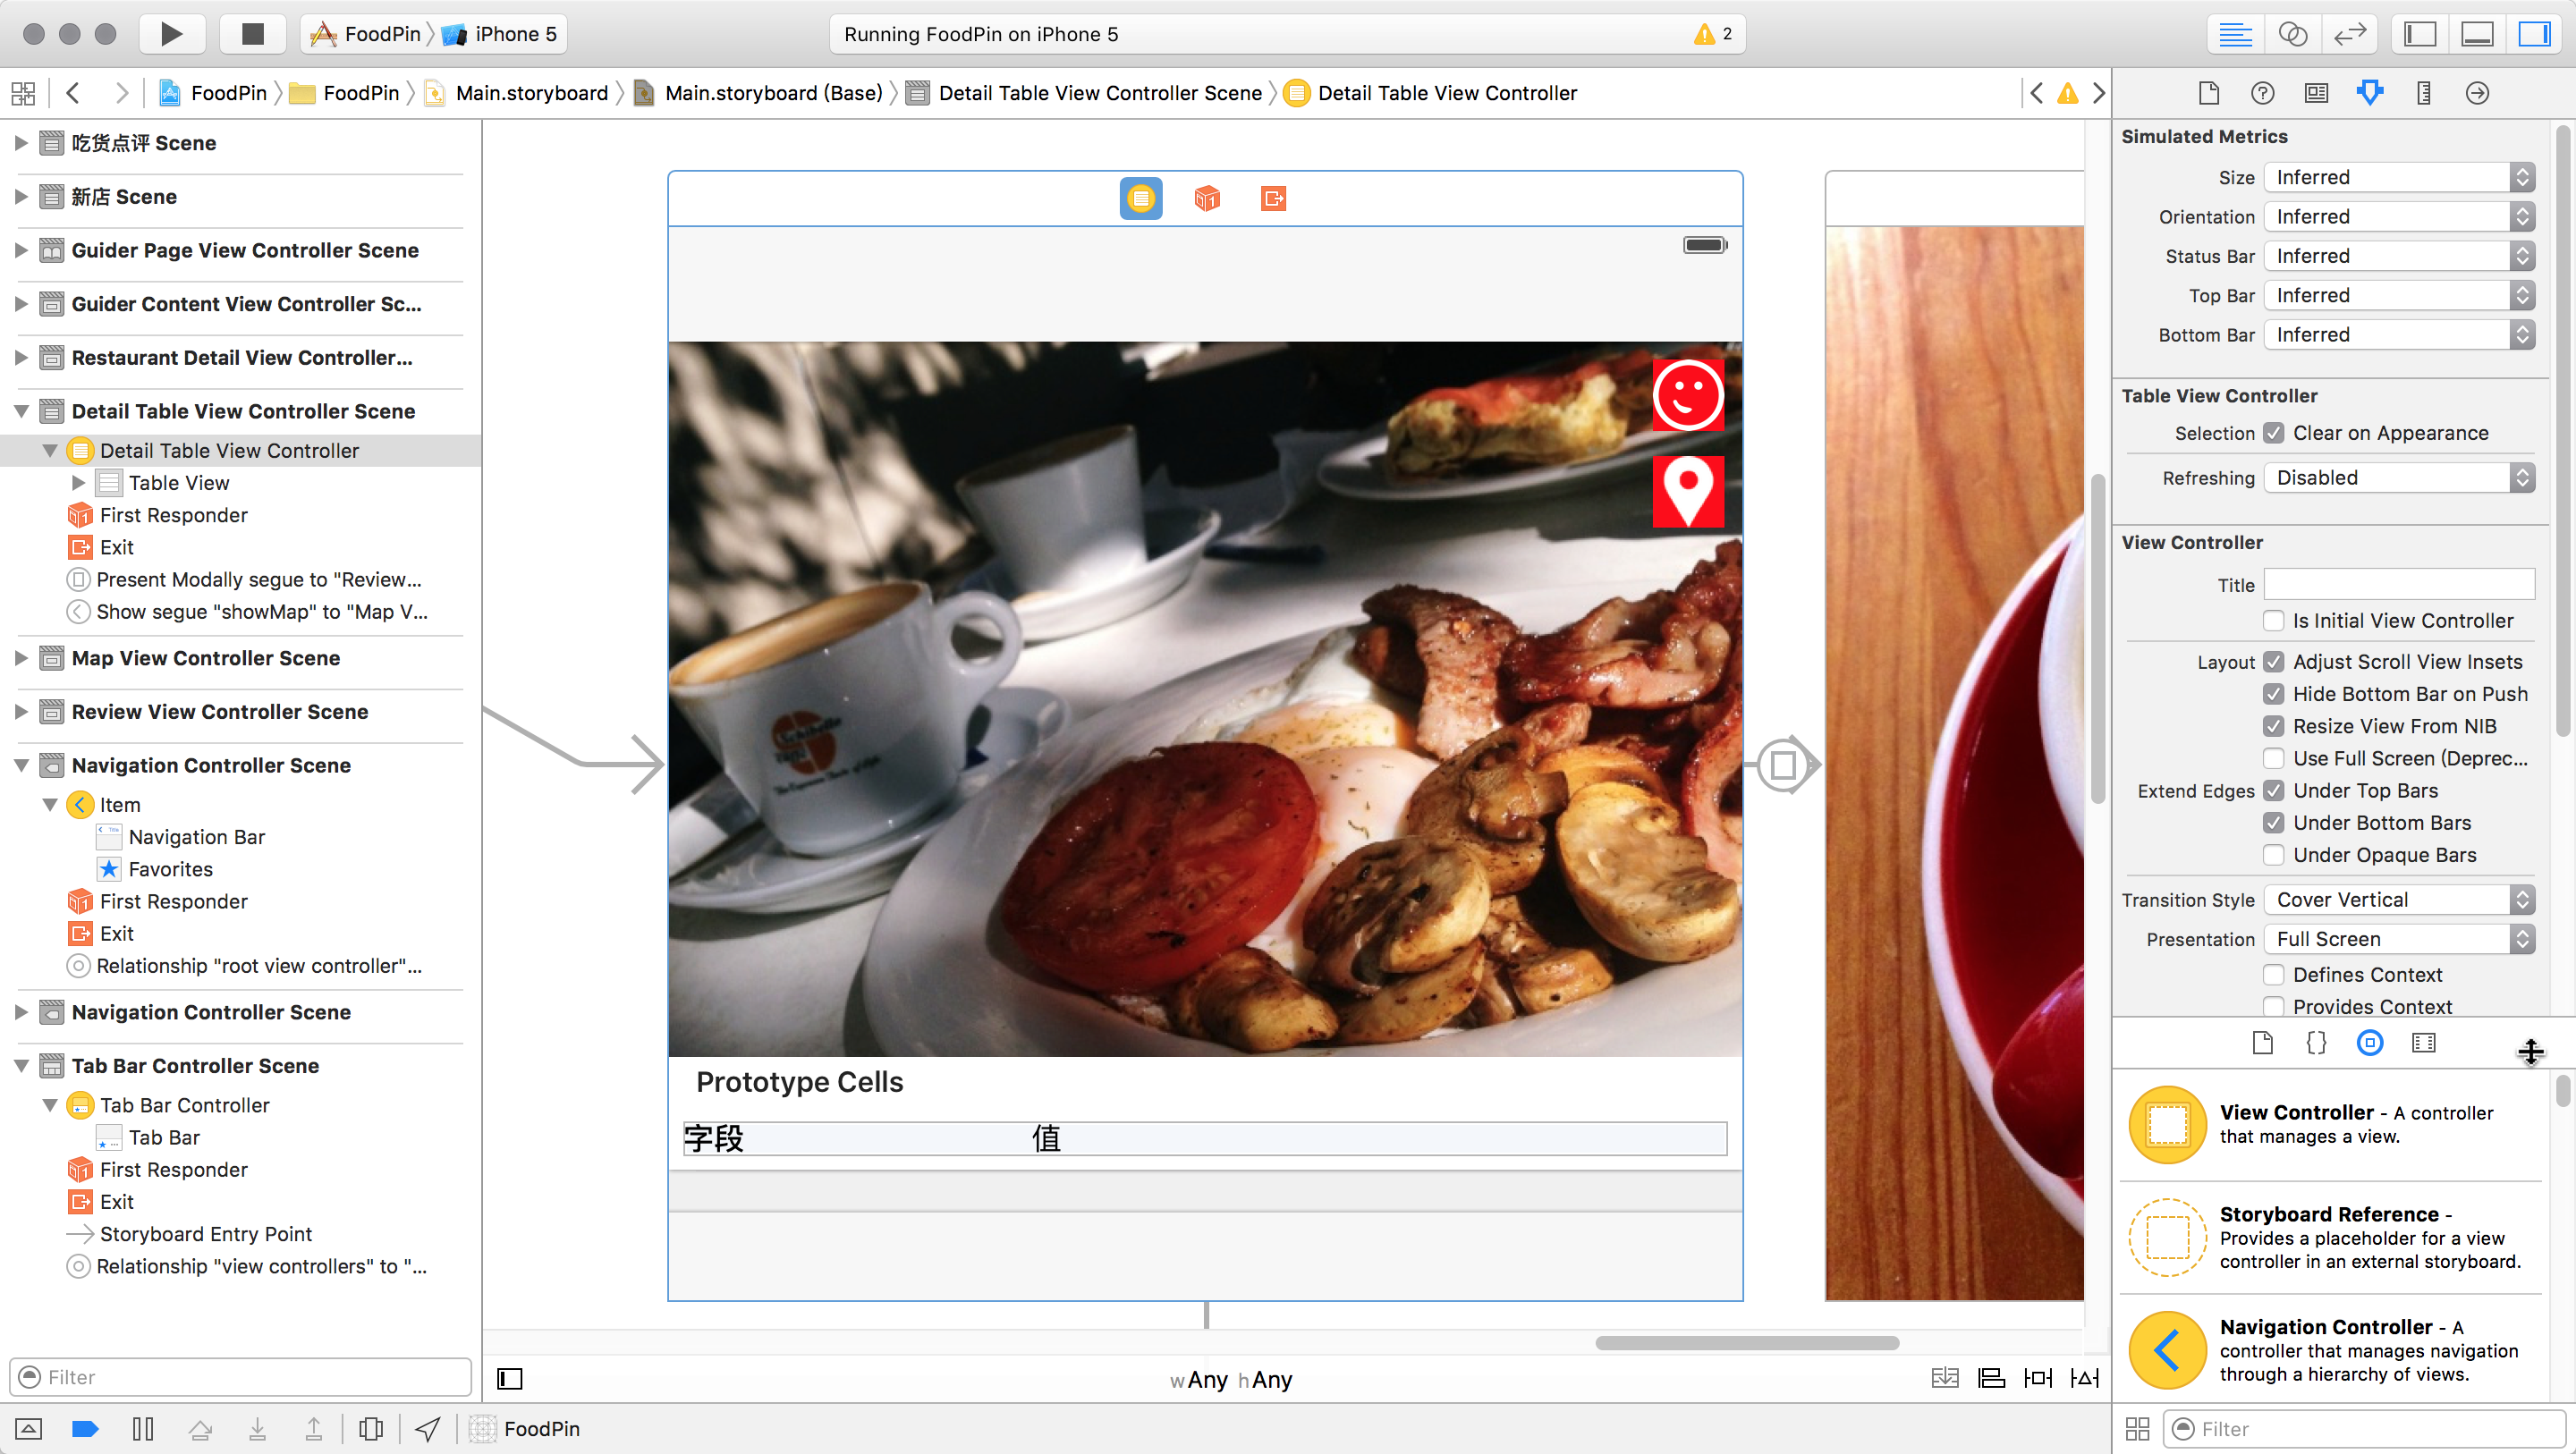 FoodPin iPhone 5
Running FoodPin on iPhone 5
2
FoodPin FoodPin Main.storyboard Main.storyboard (Base) Detail Table View Controller Scene Detail Table View Controller
吃货点评 Scene
新店 Scene
Guider Page View Controller Scene
Guider Content View Controller Sc...
Restaurant Detail View Controller...
Detail Table View Controller Scene
Detail Table View Controller
Table View
First Responder
Exit
Present Modally segue to "Review...
Show segue "showMap" to "Map V...
Map View Controller Scene
Review View Controller Scene
Navigation Controller Scene
Item
Navigation Bar
Favorites
First Responder
Exit
Relationship "root view controller"...
Navigation Controller Scene
Tab Bar Controller Scene
Tab Bar Controller
Tab Bar
First Responder
Exit
Storyboard Entry Point
Relationship "view controllers" to "...
Filter
Prototype Cells
字段 值
wAny hAny
FoodPin
Simulated Metrics
Size Inferred
Orientation Inferred
Status Bar Inferred
Top Bar Inferred
Bottom Bar Inferred
Table View Controller
Selection Clear on Appearance
Refreshing Disabled
View Controller
Title
Is Initial View Controller
Layout Adjust Scroll View Insets
Hide Bottom Bar on Push
Resize View From NIB
Use Full Screen (Deprec...
Extend Edges Under Top Bars
Under Bottom Bars
Under Opaque Bars
Transition Style Cover Vertical
Presentation Full Screen
Defines Context
Provides Context
View Controller - A controller
that manages a view.
Storyboard Reference -
Provides a placeholder for a view
controller in an external storyboard.
Navigation Controller - A
controller that manages navigation
through a hierarchy of views.
Filter